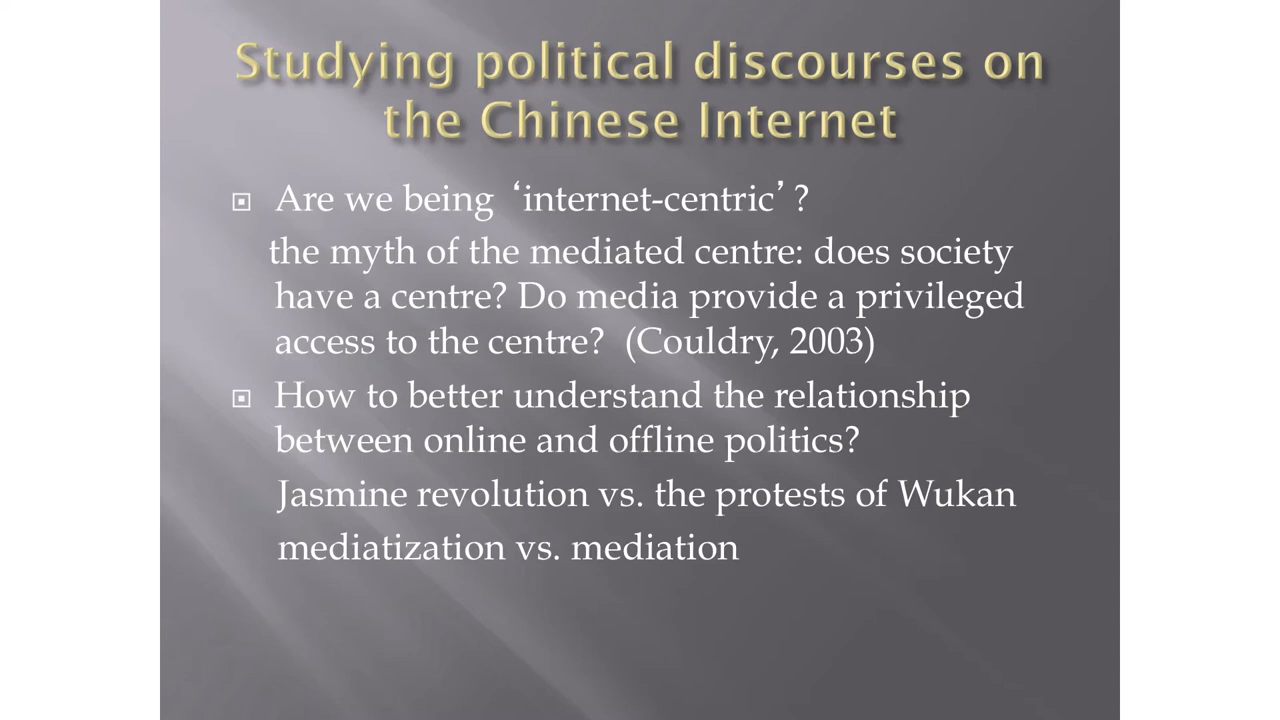 Studying political discourses on
the Chinese Internet
Are we being ‘internet-centric’?
the myth of the mediated centre: does society
have a centre? Do media provide a privileged
access to the centre? (Couldry, 2003)
How to better understand the relationship
between online and offline politics?
Jasmine revolution vs. the protests of Wukan
mediatization vs. mediation